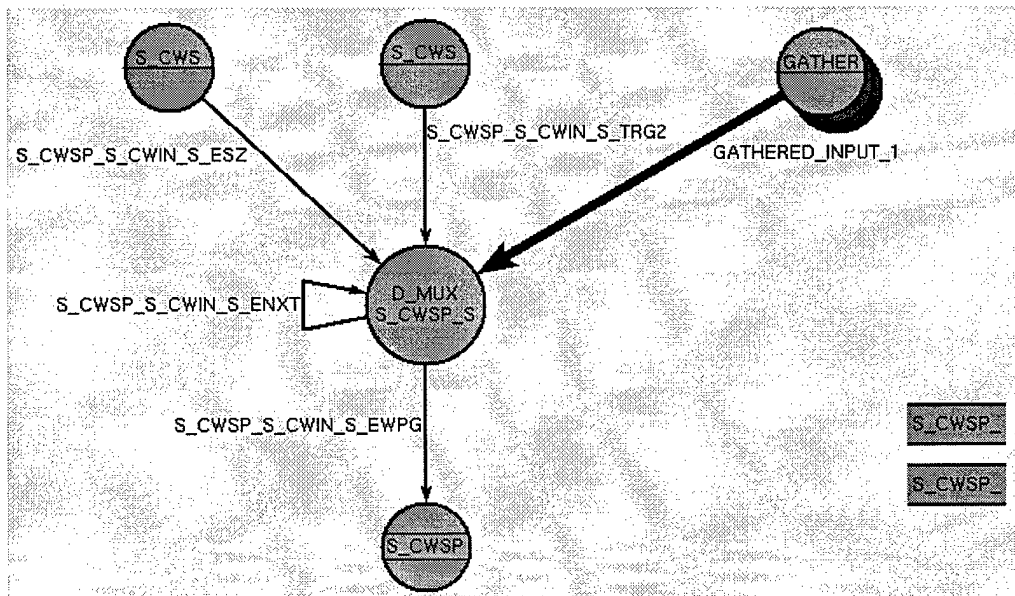 S_CWS
S_CWS
GATHER
S_CWSP_S_CWIN_S_TRG2
S_CWSP_S_CWIN_S_ESZ
GATHERED_INPUT_1
D_MUX
S_CWSP_S_CWIN_S_ENXT
S_CWSP_S
S_CWSP_S_CWIN_S_EWPG
S_CWSP_
S_CWSP_
S_CWSP